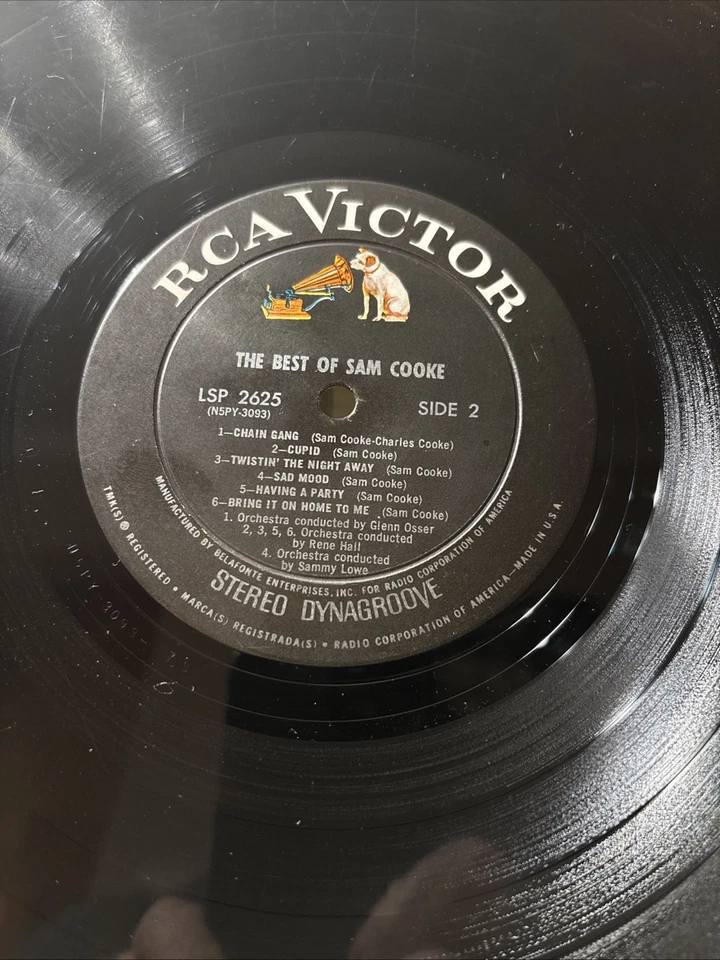 RCA VICTOR
THE BEST OF SAM COOKE
LSP 2625
(N5PY-3093)
SIDE 2
1—CHAIN GANG (Sam Cooke-Charles Cooke)
2—CUPID (Sam Cooke)
3—TWISTIN' THE NIGHT AWAY (Sam Cooke)
4—SAD MOOD (Sam Cooke)
5—HAVING A PARTY (Sam Cooke)
6—BRING IT ON HOME TO ME (Sam Cooke)
1. Orchestra conducted by Glenn Osser
2, 3, 5, 6. Orchestra conducted
by Rene Hall
4. Orchestra conducted
by Sammy Lowe
MANUFACTURED BY BELAFONTE ENTERPRISES, INC. FOR RADIO CORPORATION OF AMERICA
STEREO DYNAGROOVE
TMK(S) ® REGISTERED • MARCA(S) REGISTRADA(S) • RADIO CORPORATION OF AMERICA—MADE IN U.S.A.